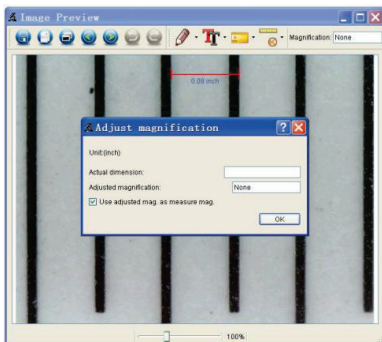 Image Preview
Magnification: None
0.09 inch
Adjust magnification
Unit:(inch)
Actual dimension:
Adjusted magnification: None
Use adjusted mag. as measure mag.
OK
100%